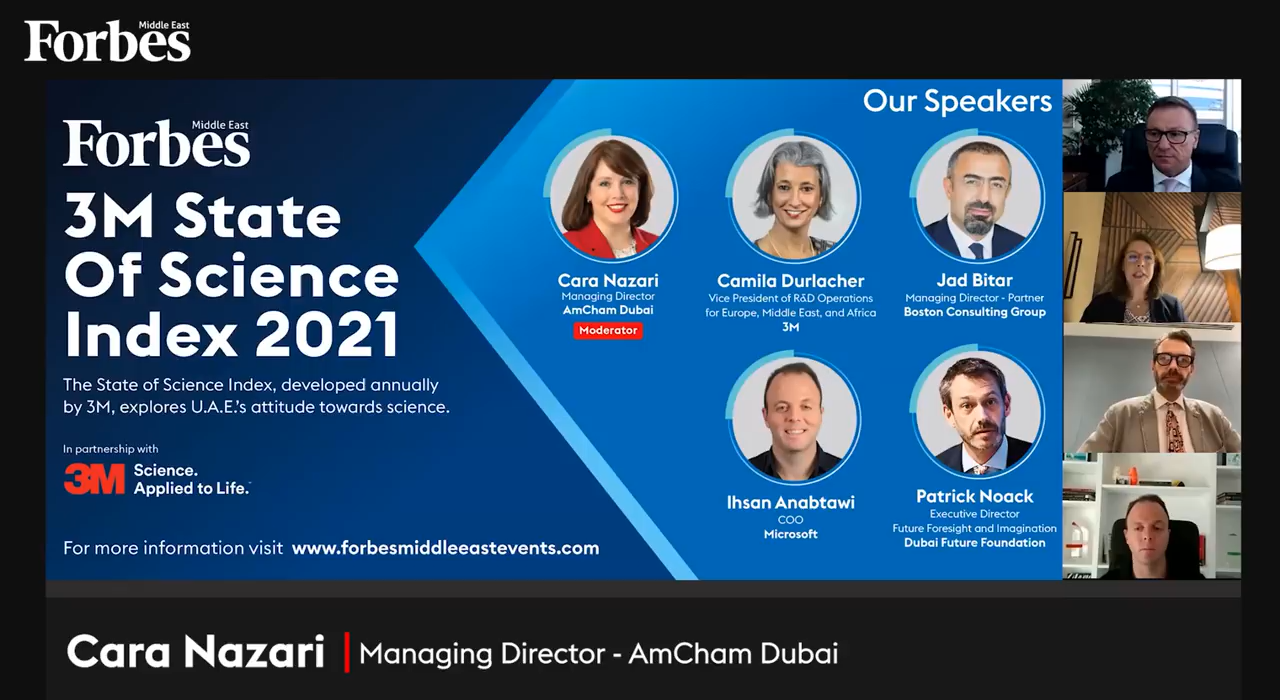 Forbes
Middle East
Our Speakers
Forbes
Middle East
3M State
Of Science
Index 2021
The State of Science Index, developed annually
by 3M, explores U.A.E.'s attitude towards science.
In partnership with
3M Science.
Applied to Life.™
For more information visit www.forbesmiddleeastevents.com
Cara Nazari
Managing Director
AmCham Dubai
Moderator
Camila Durlacher
Vice President of R&D Operations
for Europe, Middle East, and Africa
3M
Jad Bitar
Managing Director - Partner
Boston Consulting Group
Ihsan Anabtawi
COO
Microsoft
Patrick Noack
Executive Director
Future Foresight and Imagination
Dubai Future Foundation
Cara Nazari | Managing Director - AmCham Dubai